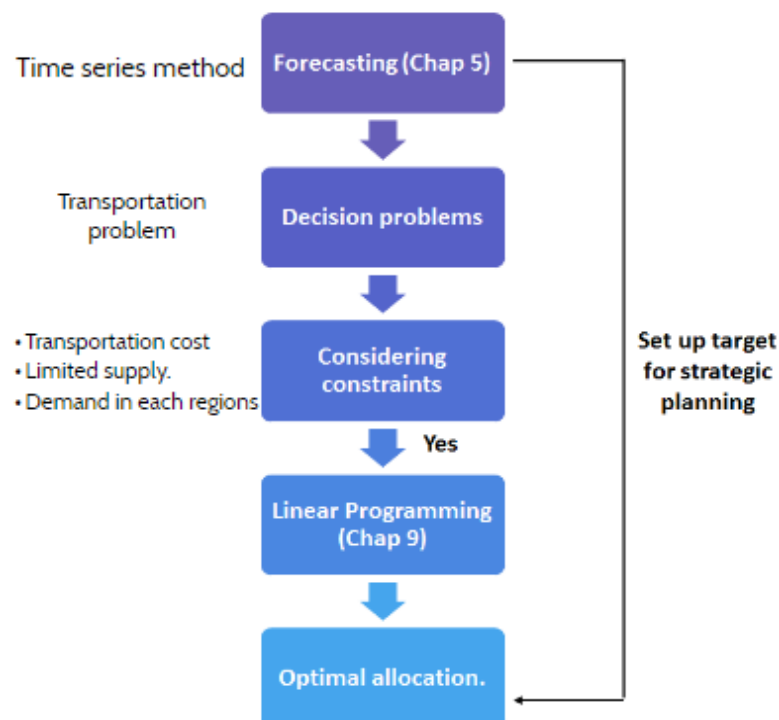 Time series method
Forecasting (Chap 5)
Transportation
problem
Decision problems
• Transportation cost
• Limited supply.
• Demand in each regions
Considering
constraints
Set up target
for strategic
planning
Yes
Linear Programming
(Chap 9)
Optimal allocation.